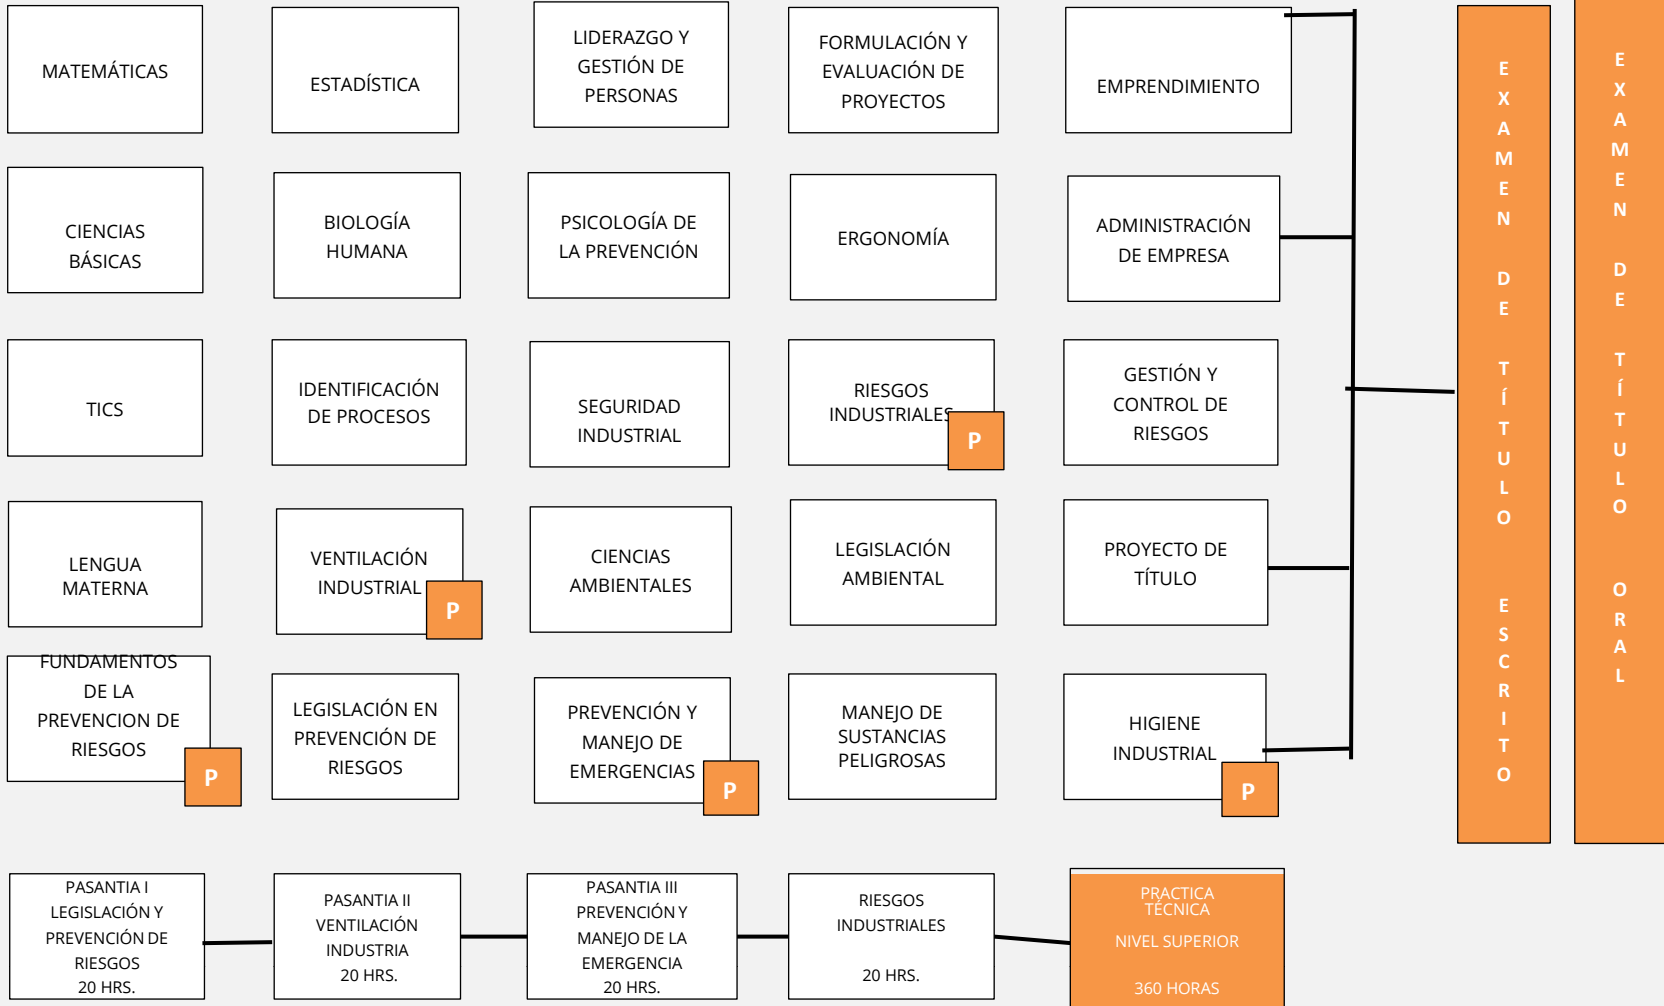 MATEMÁTICAS
ESTADÍSTICA
LIDERAZGO Y
GESTIÓN DE
PERSONAS
FORMULACIÓN Y
EVALUACIÓN DE
PROYECTOS
EMPRENDIMIENTO
CIENCIAS
BÁSICAS
BIOLOGÍA
HUMANA
PSICOLOGÍA DE
LA PREVENCIÓN
ERGONOMÍA
ADMINISTRACIÓN
DE EMPRESA
TICS
IDENTIFICACIÓN
DE PROCESOS
SEGURIDAD
INDUSTRIAL
RIESGOS
INDUSTRIALES
P
GESTIÓN Y
CONTROL DE
RIESGOS
LENGUA
MATERNA
VENTILACIÓN
INDUSTRIAL
P
CIENCIAS
AMBIENTALES
LEGISLACIÓN
AMBIENTAL
PROYECTO DE
TÍTULO
FUNDAMENTOS
DE LA
PREVENCION DE
RIESGOS
P
LEGISLACIÓN EN
PREVENCIÓN DE
RIESGOS
PREVENCIÓN Y
MANEJO DE
EMERGENCIAS
P
MANEJO DE
SUSTANCIAS
PELIGROSAS
HIGIENE
INDUSTRIAL
P
PASANTIA I
LEGISLACIÓN Y
PREVENCIÓN DE
RIESGOS
20 HRS.
PASANTIA II
VENTILACIÓN
INDUSTRIA
20 HRS.
PASANTIA III
PREVENCIÓN Y
MANEJO DE LA
EMERGENCIA
20 HRS.
RIESGOS
INDUSTRIALES
20 HRS.
PRACTICA
TÉCNICA
NIVEL SUPERIOR
360 HORAS
EXAMEN DE TÍTULO ESCRITO
EXAMEN DE TÍTULO ORAL